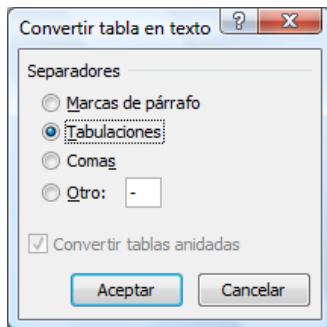 Convertir tabla en texto ? X
Separadores
Marcas de párrafo
Tabulaciones
Comas
Otro: -
Convertir tablas anidadas
Aceptar Cancelar